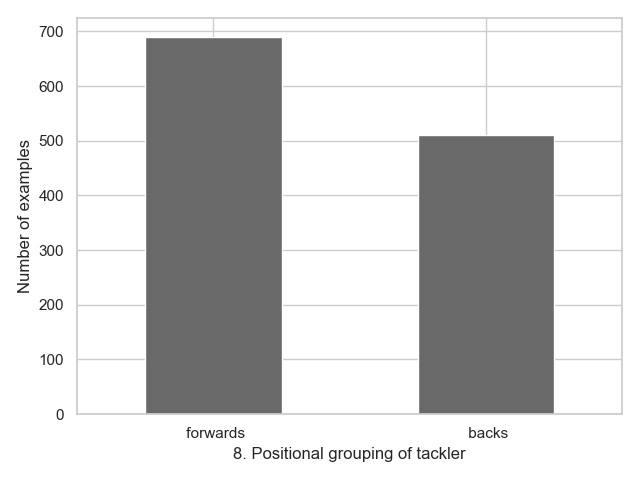 700
600
500
400
300
200
100
0
Number of examples
forwards
backs
8. Positional grouping of tackler